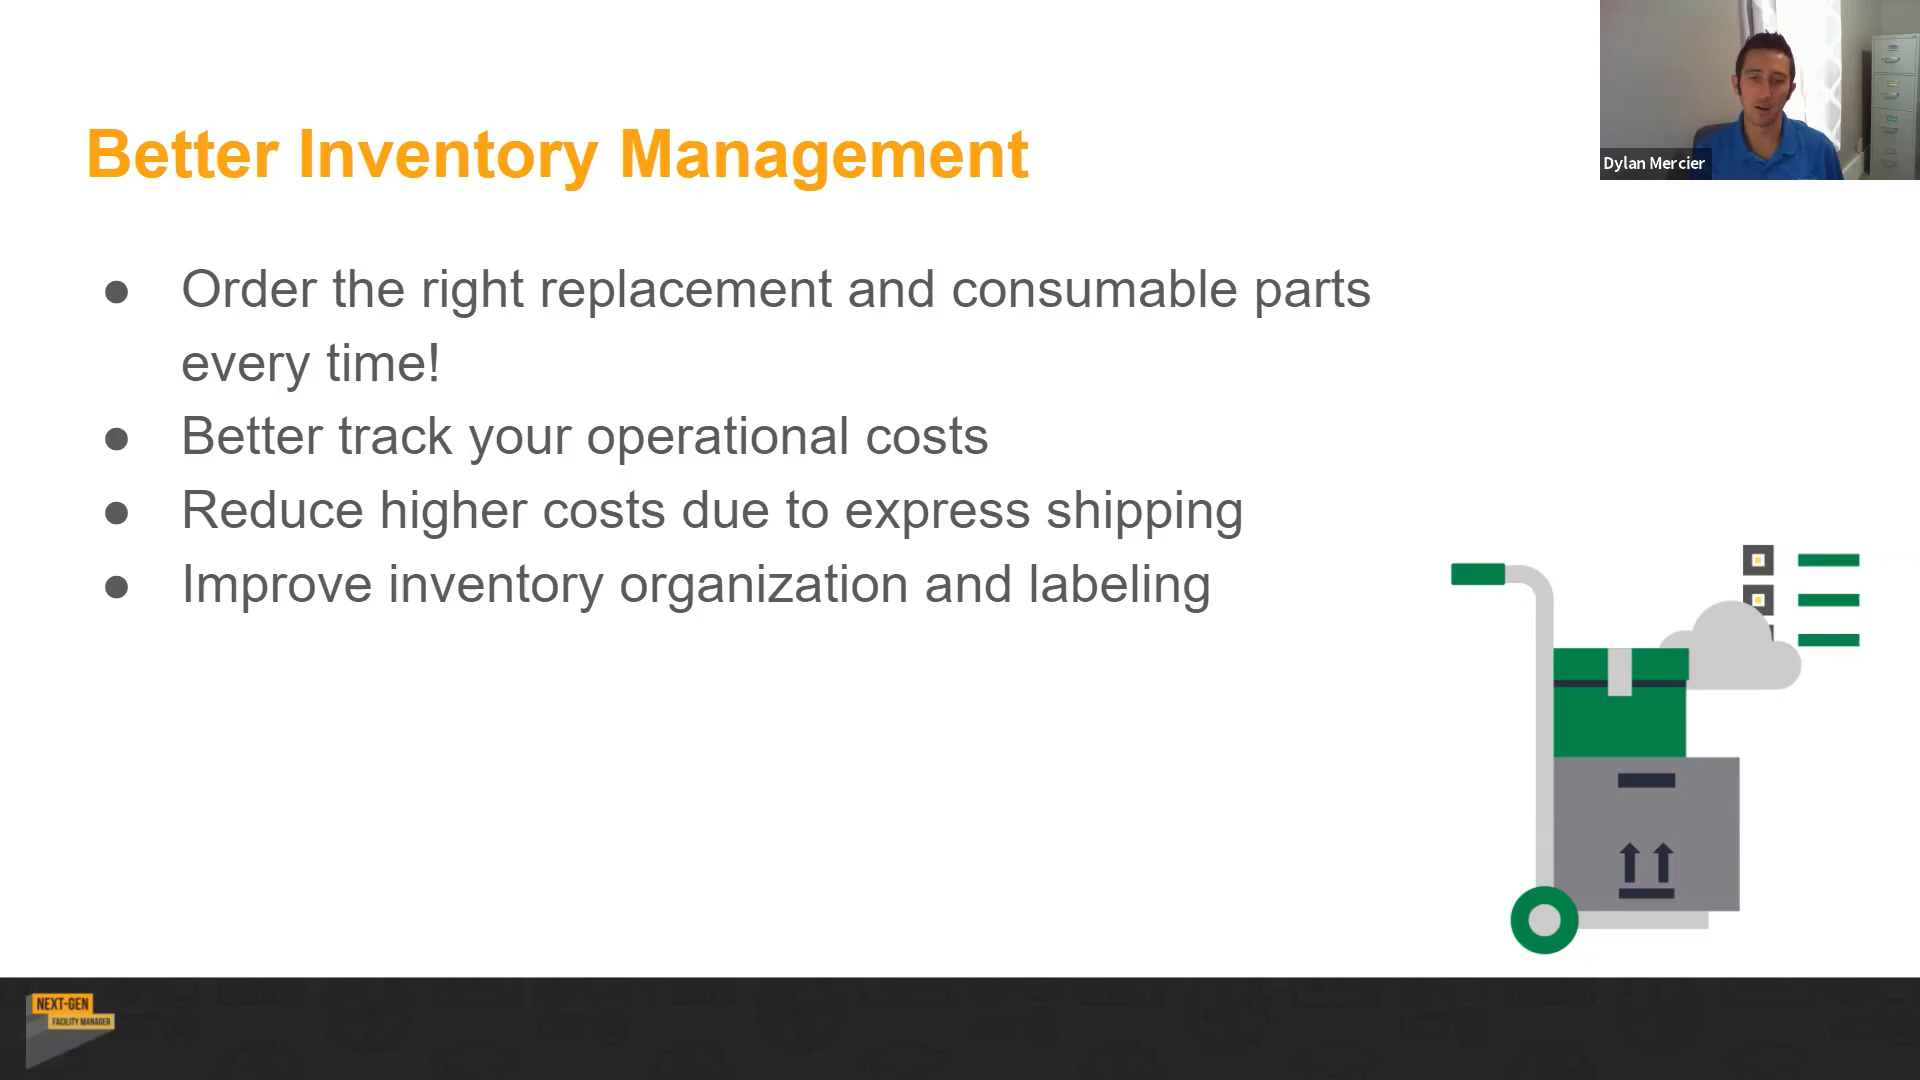 Better Inventory Management
Dylan Mercier
● Order the right replacement and consumable parts
every time!
● Better track your operational costs
● Reduce higher costs due to express shipping
● Improve inventory organization and labeling
NEXT-GEN
FACILITY MANAGER